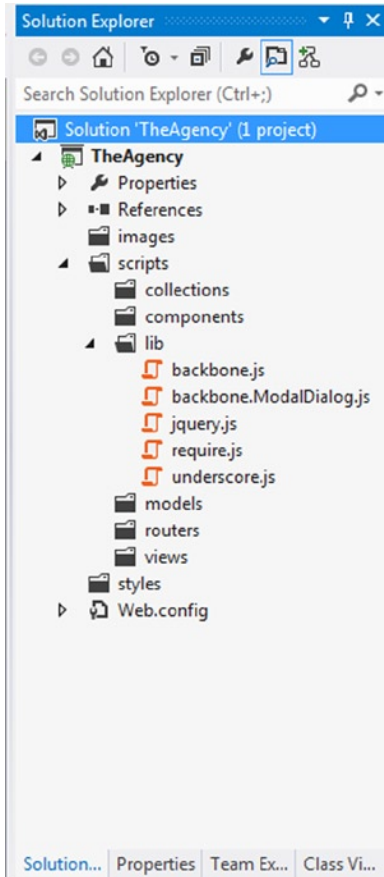 Solution Explorer
Search Solution Explorer (Ctrl+;)
Solution 'TheAgency' (1 project)
TheAgency
Properties
References
images
scripts
collections
components
lib
backbone.js
backbone.ModalDialog.js
jquery.js
require.js
underscore.js
models
routers
views
styles
Web.config
Solution... Properties Team Ex... Class Vi...